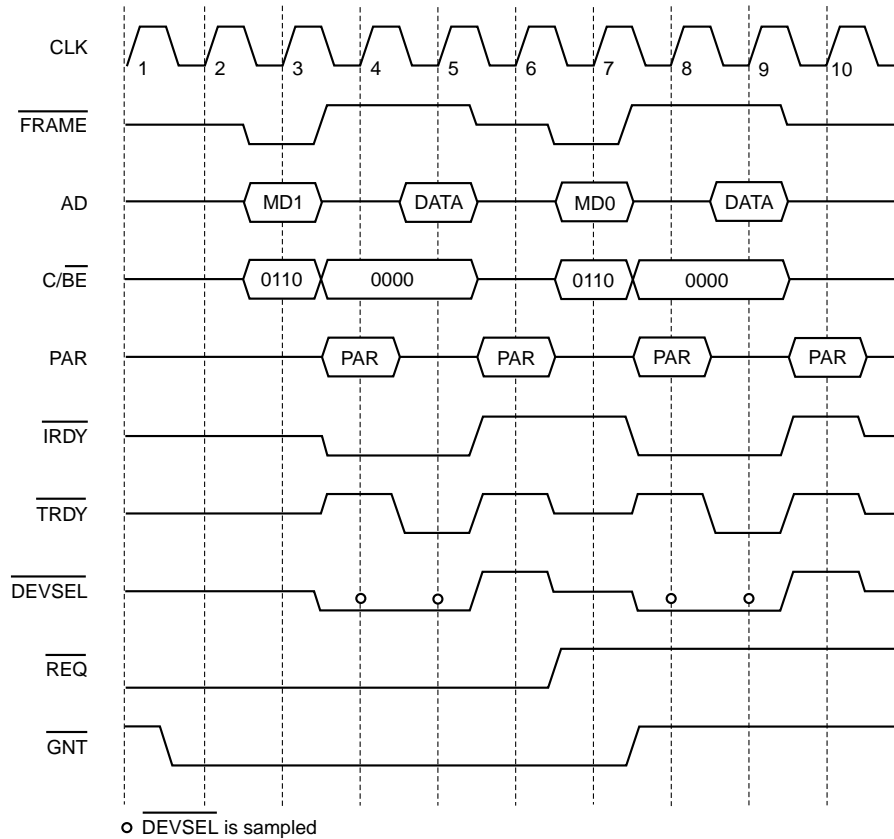 CLK
1 2 3 4 5 6 7 8 9 10
FRAME
AD MD1 DATA MD0 DATA
C/BE 0110 0000 0110 0000
PAR PAR PAR PAR PAR
IRDY
TRDY
DEVSEL
REQ
GNT
DEVSEL is sampled